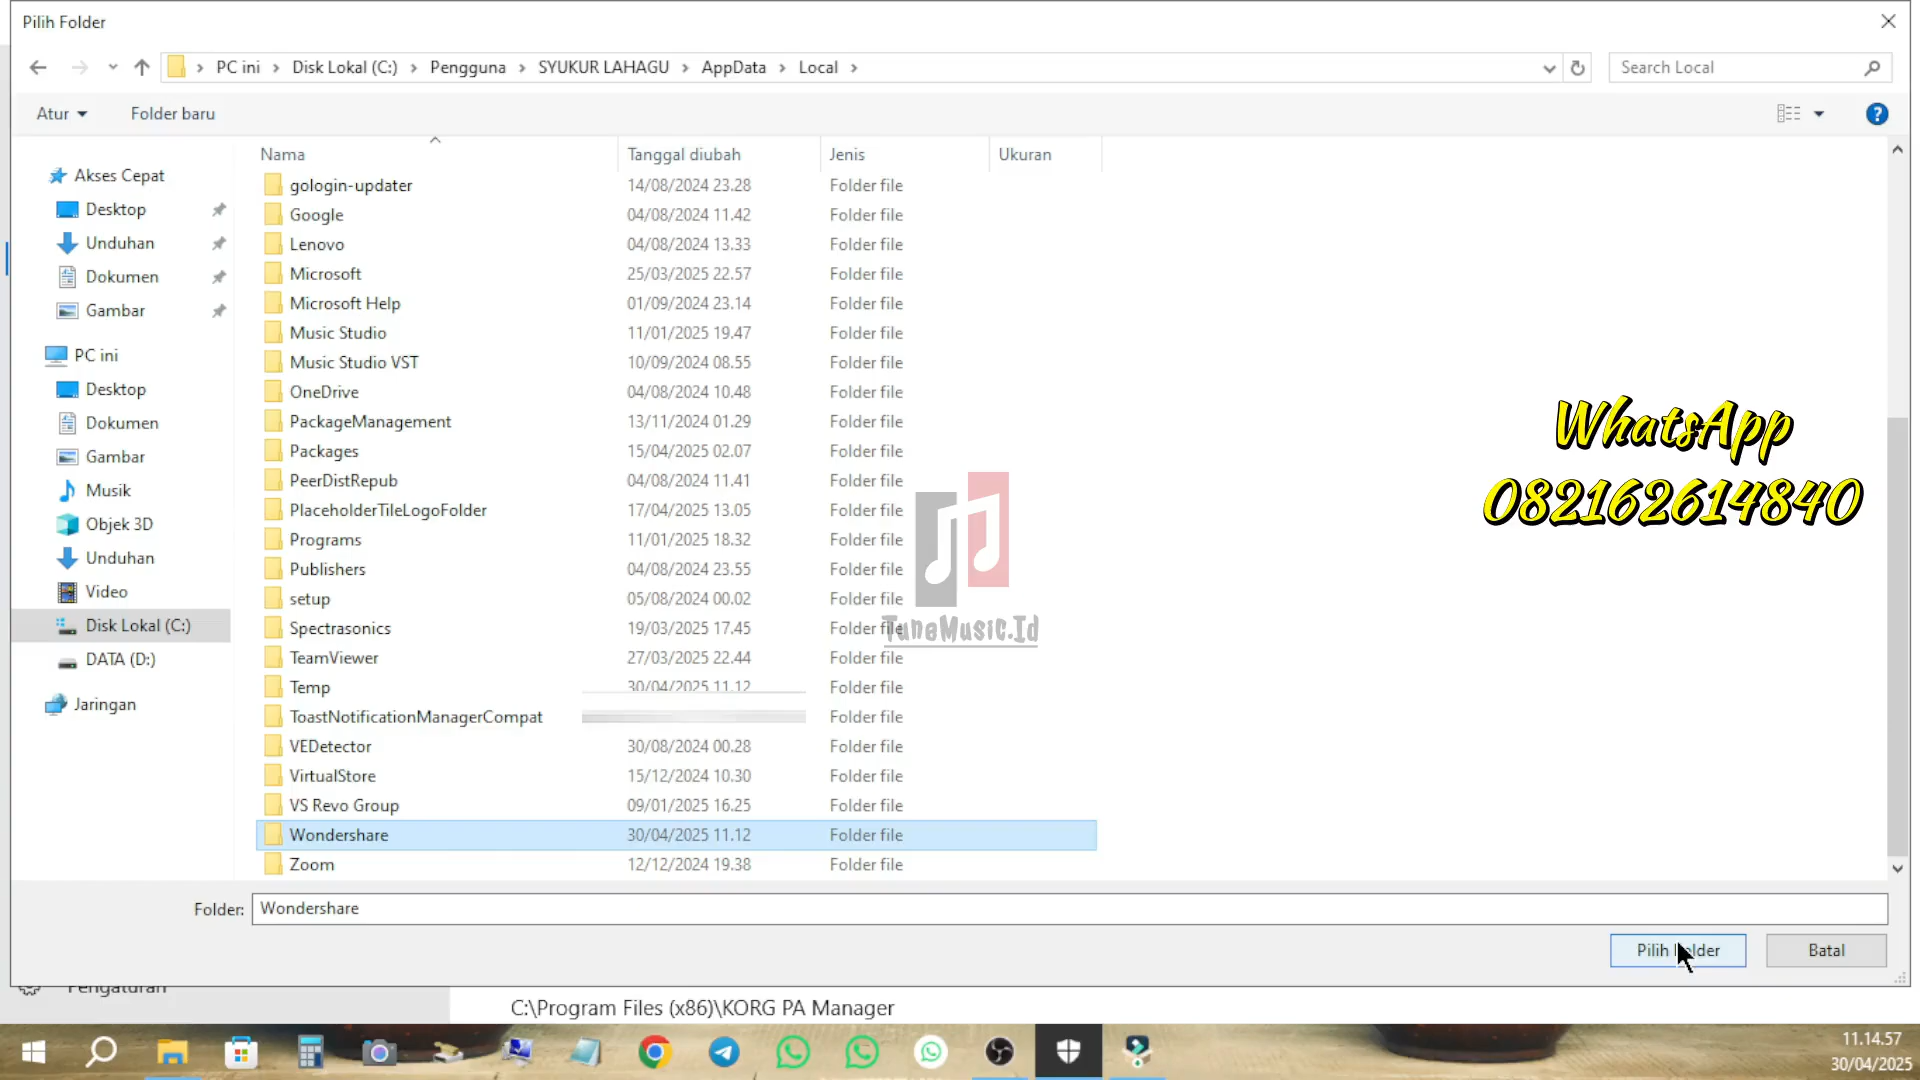 Pilih Folder
PC ini
Disk Lokal (C:)
Pengguna
SYUKUR LAHAGU
AppData
Local
Search Local
Atur
Folder baru
?
Nama
Tanggal diubah
Jenis
Ukuran
Akses Cepat
Desktop
Unduhan
Dokumen
Gambar
PC ini
Desktop
Dokumen
Gambar
Musik
Objek 3D
Unduhan
Video
Disk Lokal (C:)
DATA (D:)
Jaringan
gologin-updater 14/08/2024 23.28 Folder file
Google 04/08/2024 11.42 Folder file
Lenovo 04/08/2024 13.33 Folder file
Microsoft 25/03/2025 22.57 Folder file
Microsoft Help 01/09/2024 23.14 Folder file
Music Studio 11/01/2025 19.47 Folder file
Music Studio VST 10/09/2024 08.55 Folder file
OneDrive 04/08/2024 10.48 Folder file
PackageManagement 13/11/2024 01.29 Folder file
Packages 15/04/2025 02.07 Folder file
PeerDistRepub 04/08/2024 11.41 Folder file
PlaceholderTileLogoFolder 17/04/2025 13.05 Folder file
Programs 11/01/2025 18.32 Folder file
Publishers 04/08/2024 23.55 Folder file
setup 05/08/2024 00.02 Folder file
Spectrasonics 19/03/2025 17.45 Folder file
TeamViewer 27/03/2025 22.44 Folder file
Temp 30/04/2025 11.12 Folder file
ToastNotificationManagerCompat Folder file
VEDetector 30/08/2024 00.28 Folder file
VirtualStore 15/12/2024 10.30 Folder file
VS Revo Group 09/01/2025 16.25 Folder file
Wondershare 30/04/2025 11.12 Folder file
Zoom 12/12/2024 19.38 Folder file
TuneMusic.Id
WhatsApp
082162614840
Folder: Wondershare
Pilih Folder
Batal
Pengaturan
C:\Program Files (x86)\KORG PA Manager
11.14.57
30/04/2025